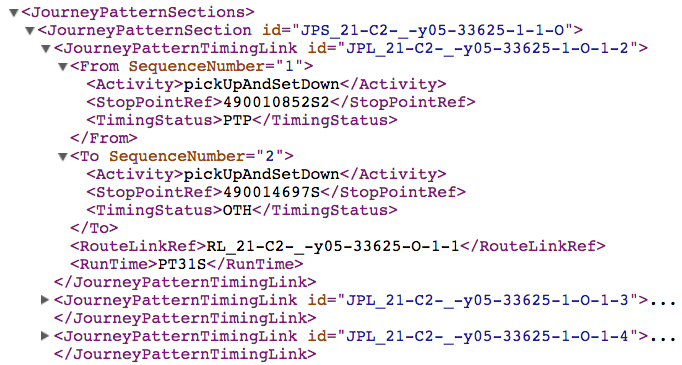 ▼<JourneyPatternSections>
▼<JourneyPatternSection id="JPS_21-C2-_-y05-33625-1-1-O">
▼<JourneyPatternTimingLink id="JPL_21-C2-_-y05-33625-1-O-1-2">
▼<From SequenceNumber="1">
<Activity>pickUpAndSetDown</Activity>
<StopPointRef>490010852S2</StopPointRef>
<TimingStatus>PTP</TimingStatus>
</From>
▼<To SequenceNumber="2">
<Activity>pickUpAndSetDown</Activity>
<StopPointRef>490014697S</StopPointRef>
<TimingStatus>OTH</TimingStatus>
</To>
<RouteLinkRef>RL_21-C2-_-y05-33625-O-1-1</RouteLinkRef>
<RunTime>PT31S</RunTime>
</JourneyPatternTimingLink>
▶<JourneyPatternTimingLink id="JPL_21-C2-_-y05-33625-1-O-1-3">...
</JourneyPatternTimingLink>
▶<JourneyPatternTimingLink id="JPL_21-C2-_-y05-33625-1-O-1-4">...
</JourneyPatternTimingLink>